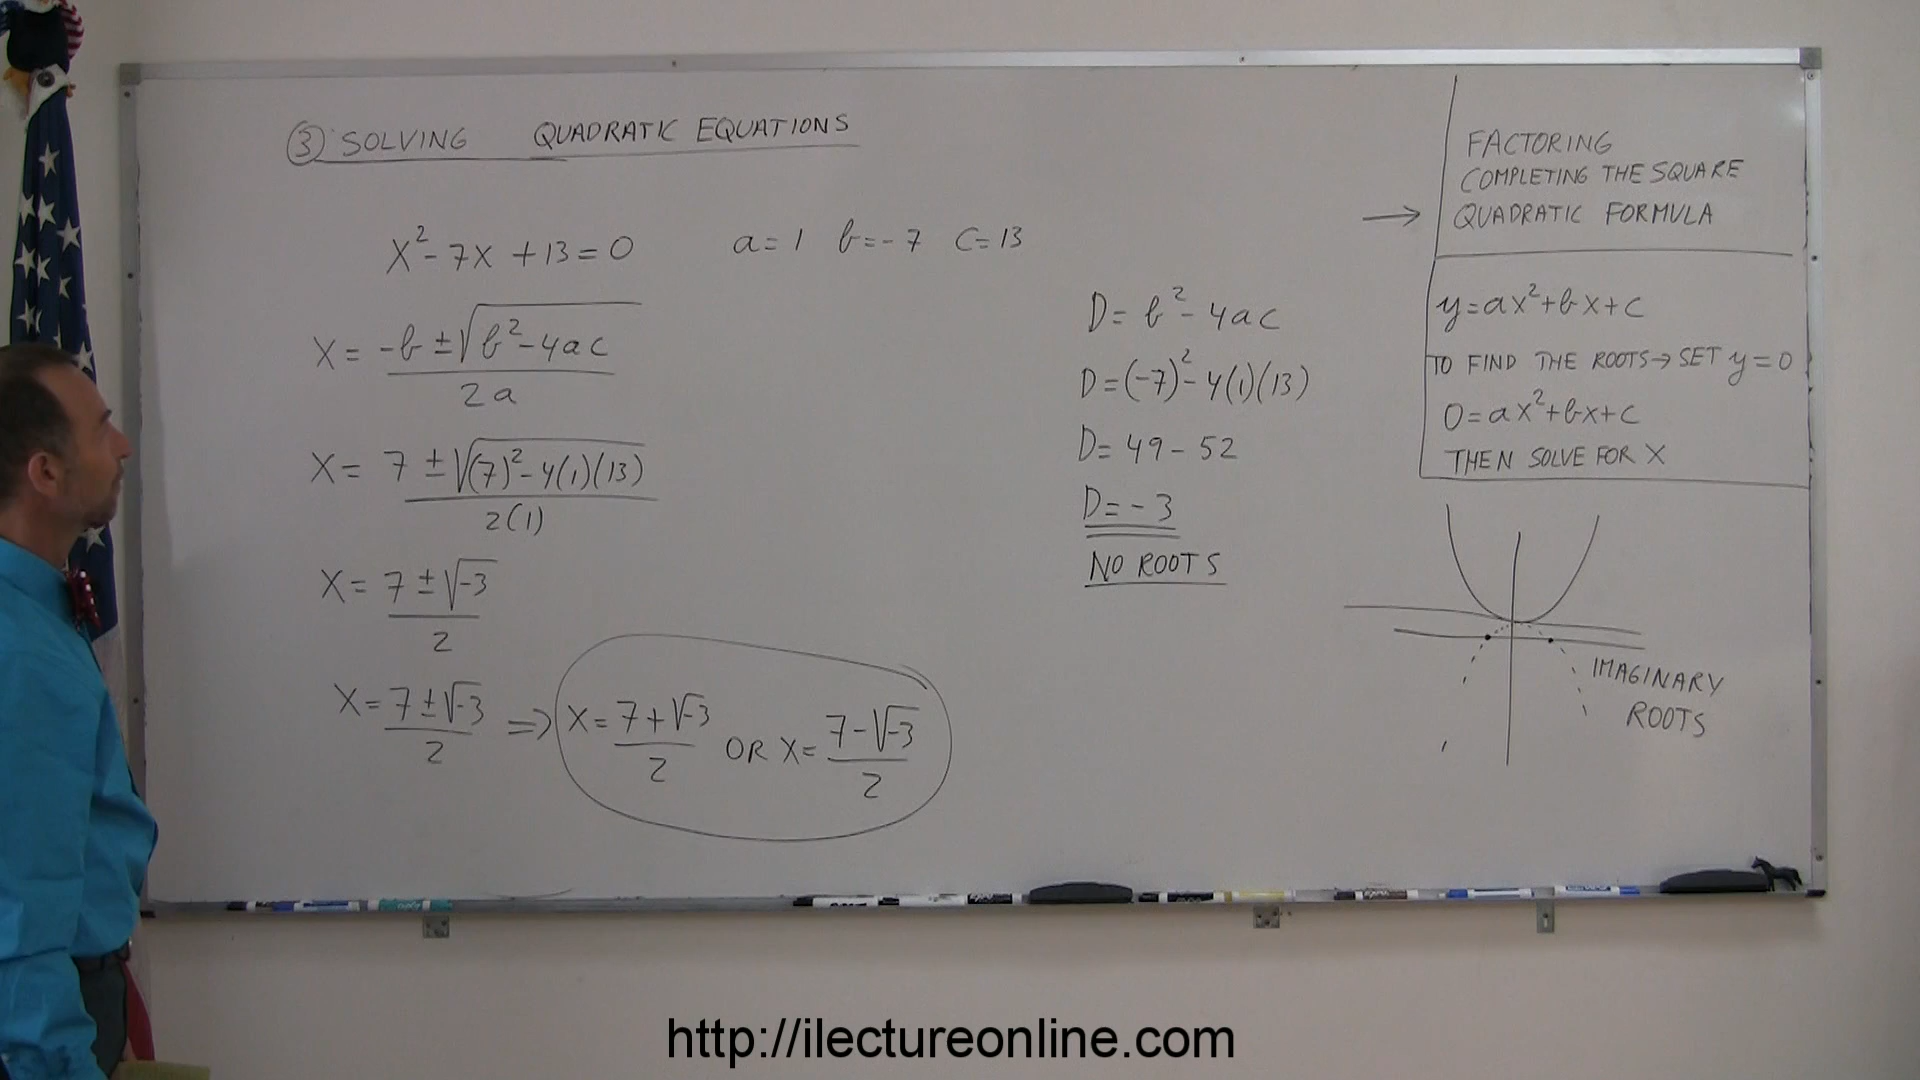 ③ SOLVING QUADRATIC EQUATIONS
x² - 7x + 13 = 0   a = 1   b = -7   c = 13
x = (-b ± √(b² - 4ac)) / 2a
x = 7 ± √((7)² - 4(1)(13)) / 2(1)
x = (7 ± √-3) / 2
x = (7 ± √-3) / 2 ⇒ x = (7 + √-3) / 2 OR x = (7 - √-3) / 2
D = b² - 4ac
D = (-7)² - 4(1)(13)
D = 49 - 52
D = -3
NO ROOTS
FACTORING
COMPLETING THE SQUARE
→ QUADRATIC FORMULA
y = ax² + bx + c
TO FIND THE ROOTS → SET y = 0
0 = ax² + bx + c
THEN SOLVE FOR X
IMAGINARY
ROOTS
http://ilectureonline.com